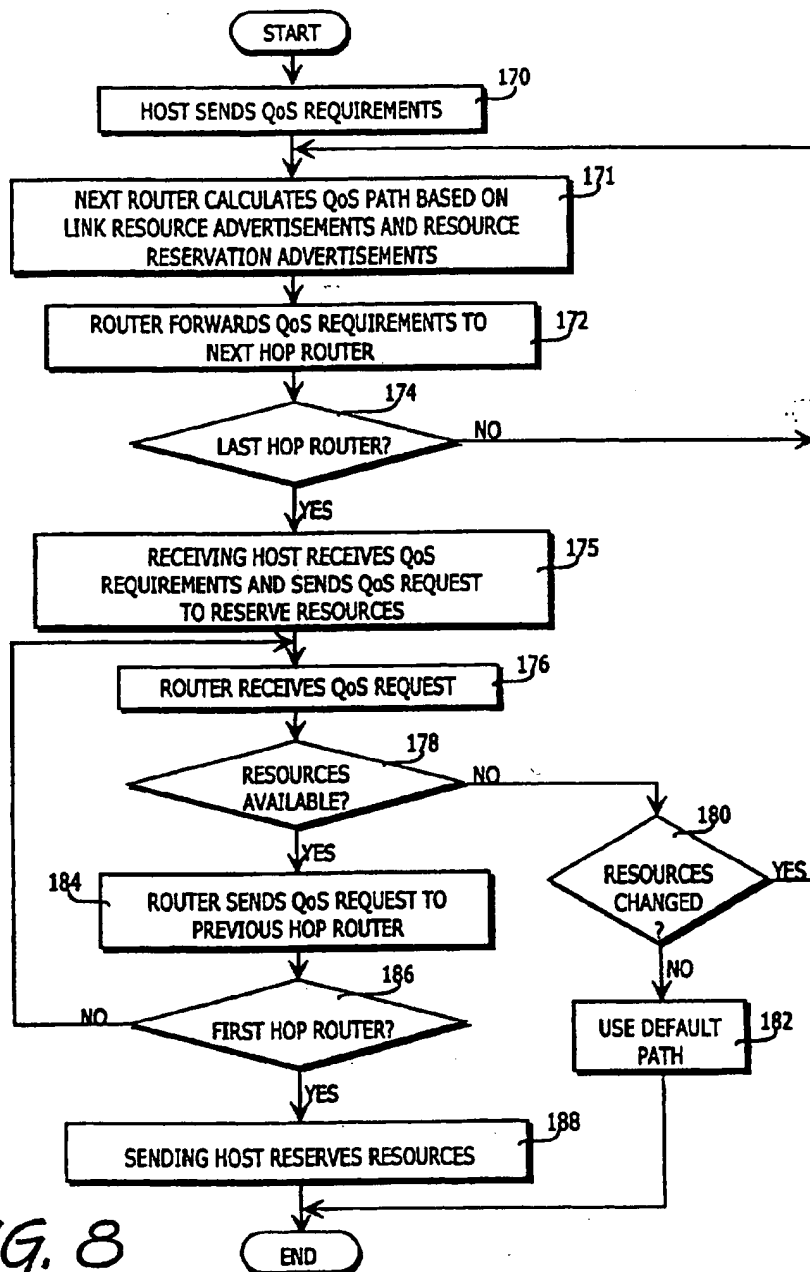 START
170
HOST SENDS QoS REQUIREMENTS
171
NEXT ROUTER CALCULATES QoS PATH BASED ON
LINK RESOURCE ADVERTISEMENTS AND RESOURCE
RESERVATION ADVERTISEMENTS
ROUTER FORWARDS QoS REQUIREMENTS TO
NEXT HOP ROUTER
172
174
LAST HOP ROUTER?
NO
YES
RECEIVING HOST RECEIVES QoS
REQUIREMENTS AND SENDS QoS REQUEST
TO RESERVE RESOURCES
175
ROUTER RECEIVES QoS REQUEST
176
178
RESOURCES
AVAILABLE?
NO
YES
180
RESOURCES
CHANGED
?
YES
NO
184
ROUTER SENDS QoS REQUEST TO
PREVIOUS HOP ROUTER
186
FIRST HOP ROUTER?
NO
YES
USE DEFAULT
PATH
182
188
SENDING HOST RESERVES RESOURCES
END
G. 8